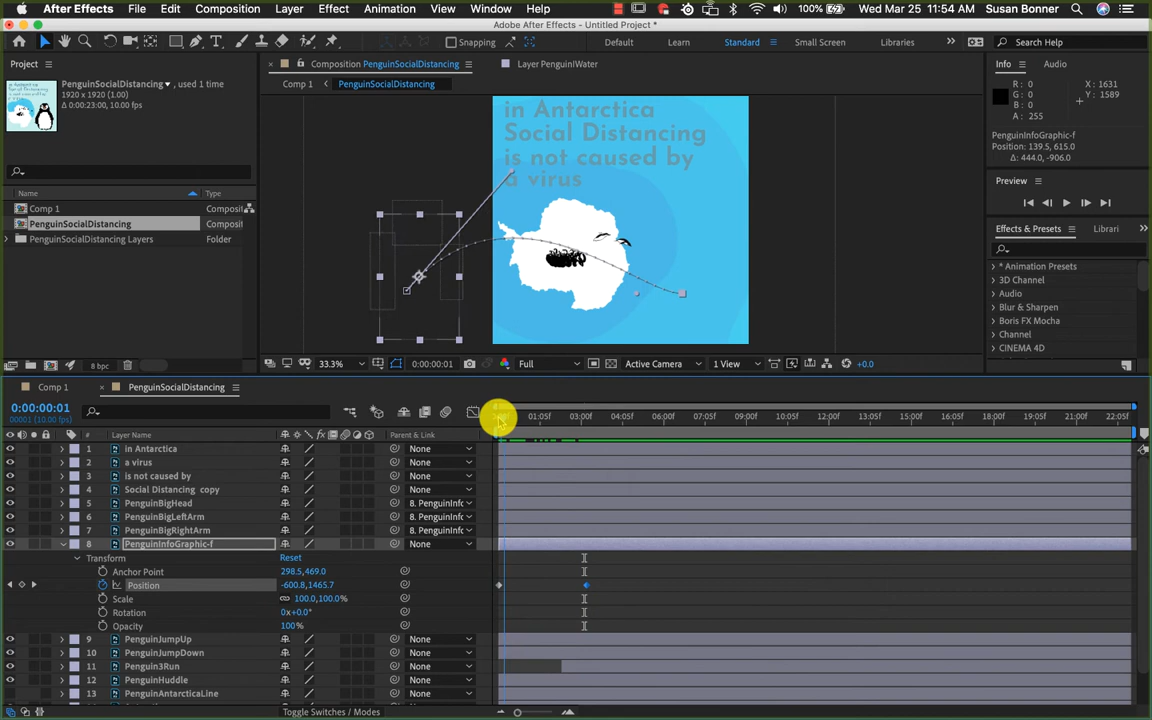 After Effects File Edit Composition Layer Effect Animation View Window Help 100% Wed Mar 25 11:54 AM Susan Bonner
Adobe After Effects - Untitled Project *
Snapping Default Learn Standard Small Screen Libraries » Search Help
Project
Composition PenguinSocialDistancing
Layer Penguin!Water
Info Audio
Comp 1 PenguinSocialDistancing
PenguinSocialDistancing▾, used 1 time
1920 x 1920 (1.00)
Δ 0:00:23:00, 10.00 fps
R: 0
G: 0
B: 0
A: 255
X: 1631
Y: 1589
PenguinInfoGraphic-f
Position: 139.5, 615.0
Δ: 444.0, -906.0
Name Type
Comp 1 Composit
PenguinSocialDistancing Composit
PenguinSocialDistancing Layers Folder
in Antarctica
Social Distancing
is not caused by
a virus
Preview
Effects & Presets Librari »
* Animation Presets
3D Channel
Audio
Blur & Sharpen
Boris FX Mocha
Channel
CINEMA 4D
8 bpc
33.3% 0:00:00:01 Full Active Camera 1 View +0.0
Comp 1 PenguinSocialDistancing
0:00:00:01
00001 (10.00 fps)
01:05f 03:00f 04:05f 06:00f 07:05f 09:00f 10:05f 12:00f 13:05f 15:00f 16:05f 18:00f 19:05f 21:00f 22:05f
# Layer Name Parent & Link
1 in Antarctica None
2 a virus None
3 is not caused by None
4 Social Distancing copy None
5 PenguinBigHead 8. PenguinInfo
6 PenguinBigLeftArm 8. PenguinInfo
7 PenguinBigRightArm 8. PenguinInfo
8 PenguinInfoGraphic-f None
Transform Reset
Anchor Point 298.5,469.0
Position -600.8,1465.7
Scale 100.0,100.0%
Rotation 0x+0.0°
Opacity 100%
9 PenguinJumpUp None
10 PenguinJumpDown None
11 Penguin3Run None
12 PenguinHuddle None
13 PenguinAntarcticaLine None
Toggle Switches / Modes